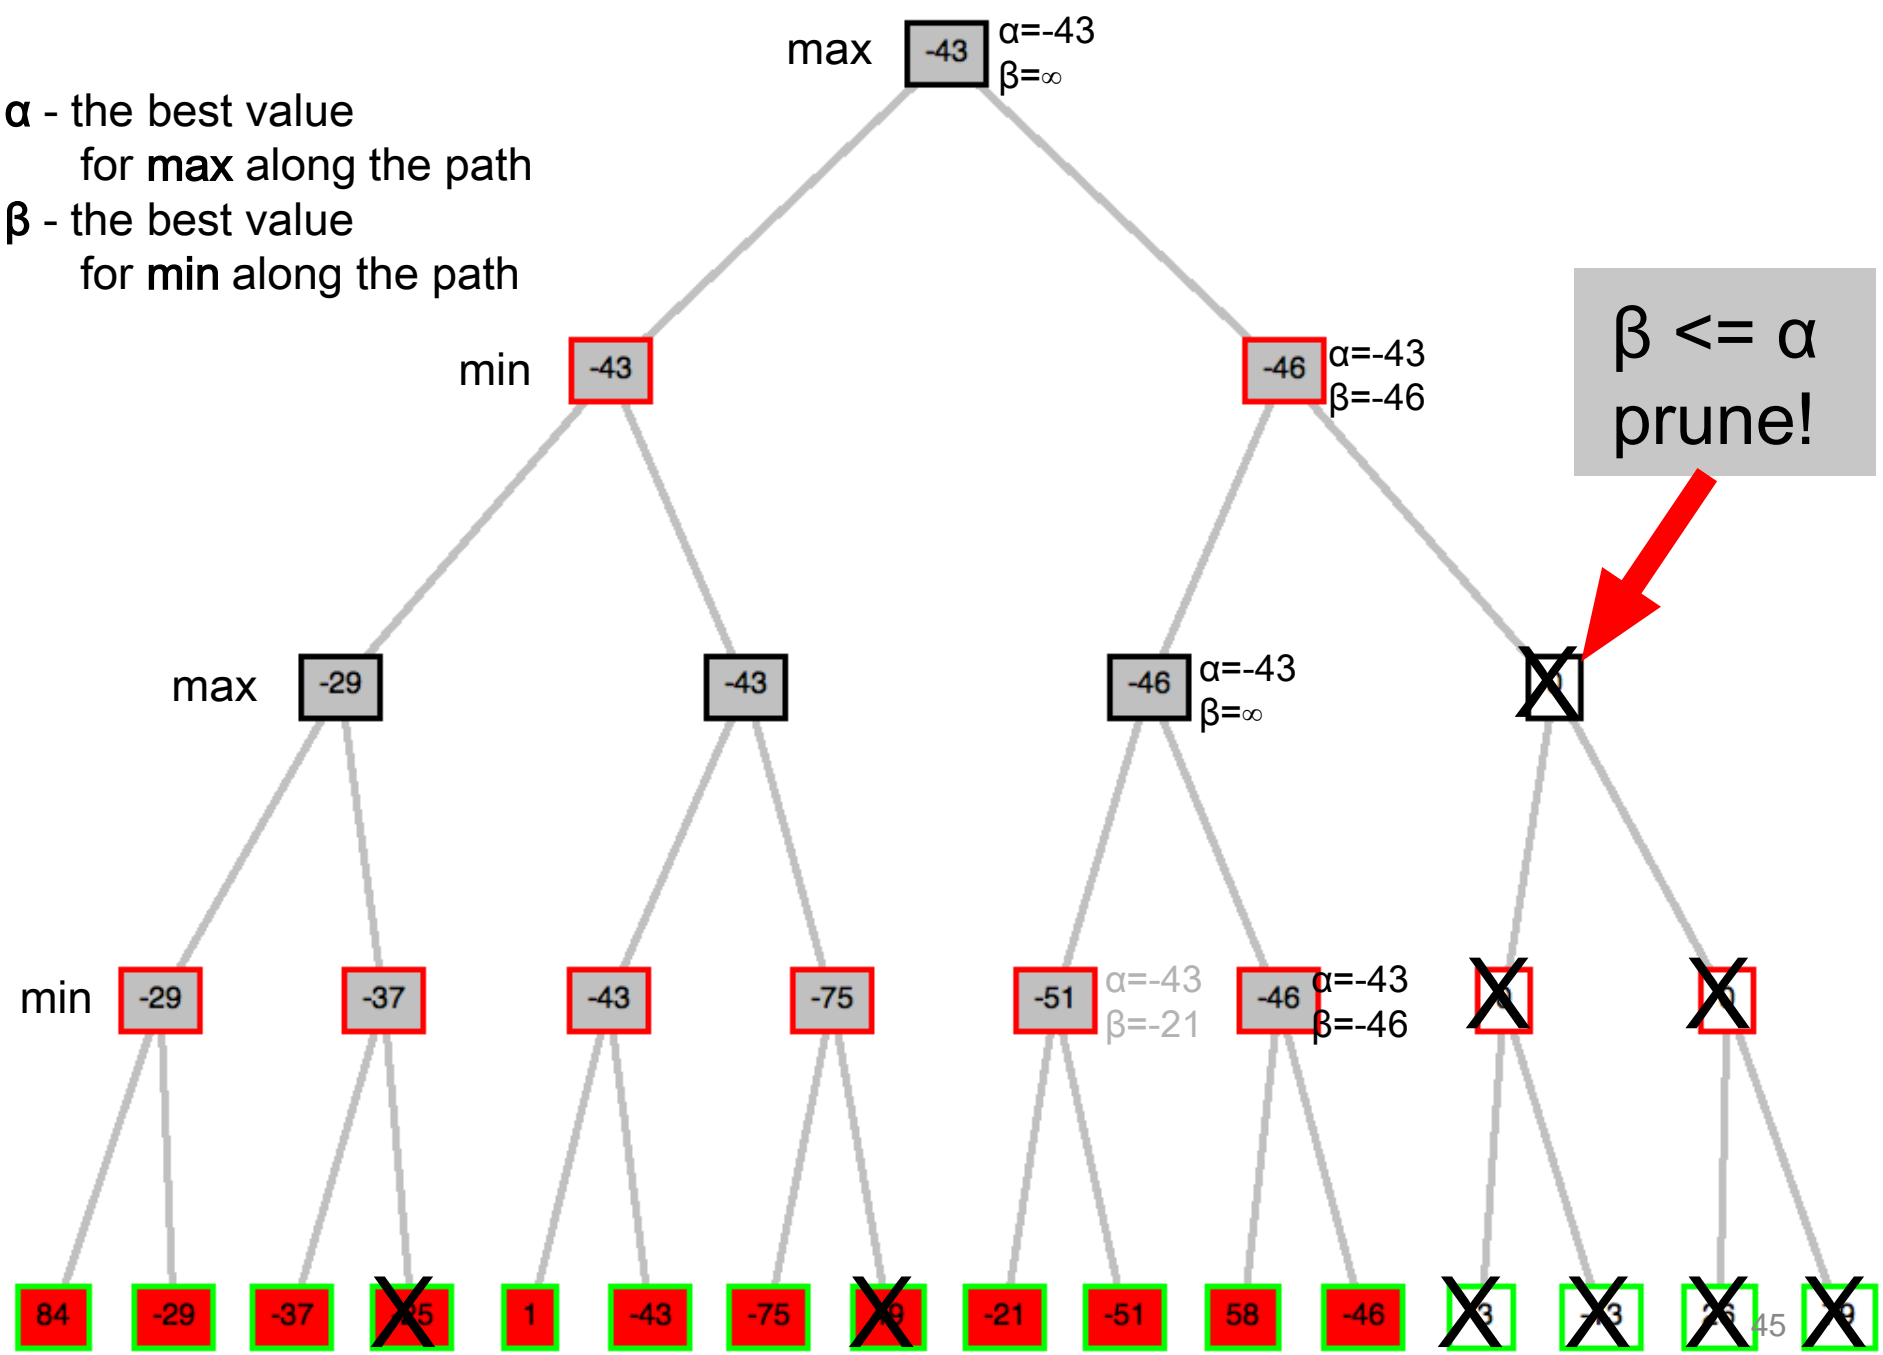 max
-43
α=-43
β=∞
α - the best value
for max along the path
β - the best value
for min along the path
β <= α
prune!
min
-43
-46
α=-43
β=-46
max
-29
-43
-46
α=-43
β=∞
min
-29
-37
-43
-75
-51
α=-43
β=-21
-46
α=-43
β=-46
84
-29
-37
1
-43
-75
-21
-51
58
-46
45